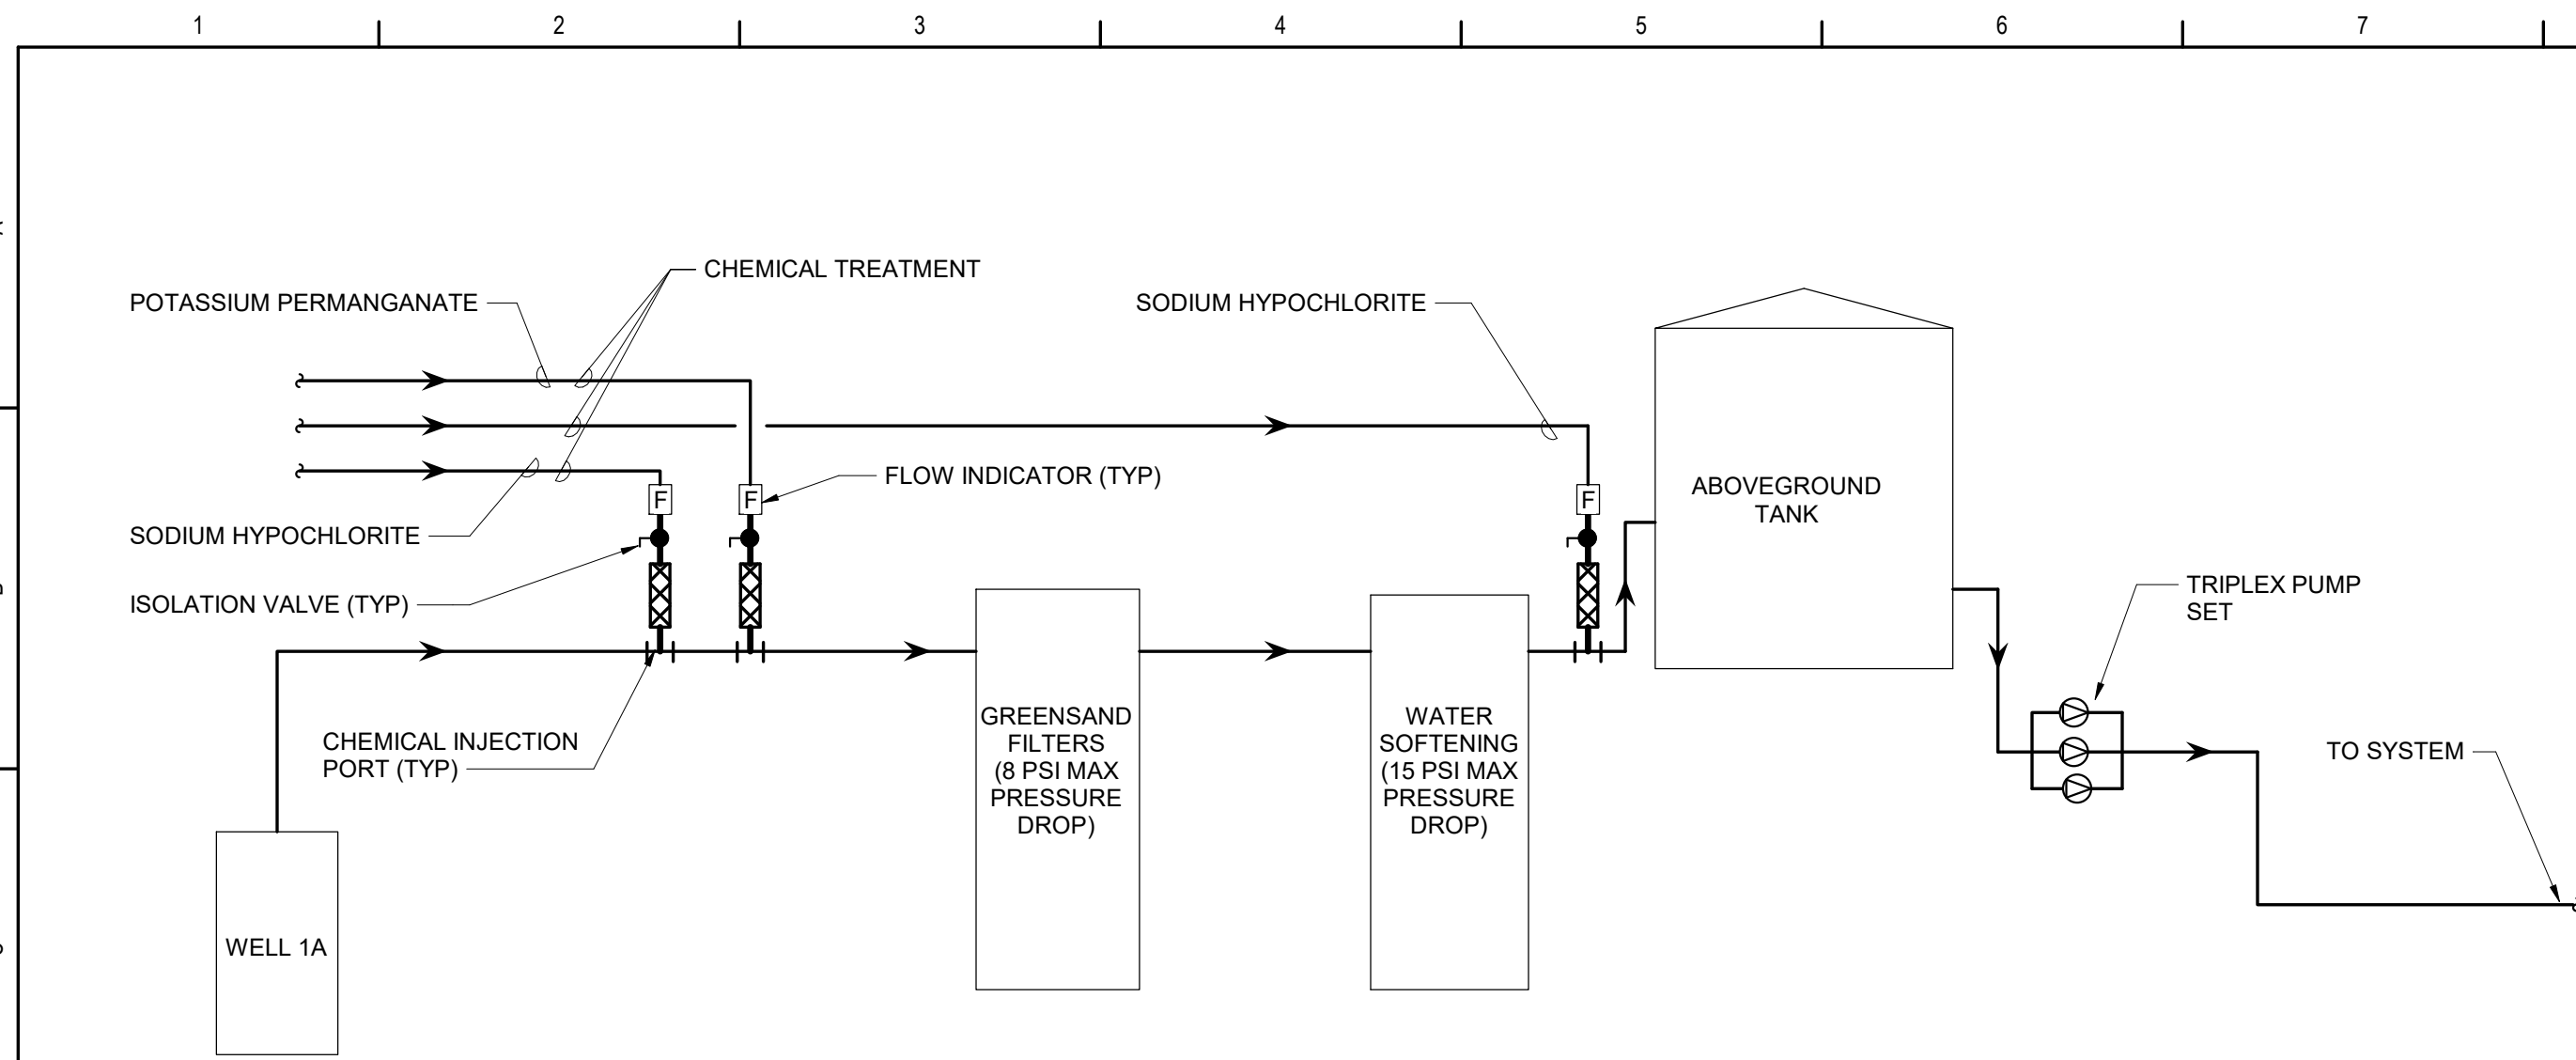 1 2 3 4 5 6 7
CHEMICAL TREATMENT
POTASSIUM PERMANGANATE
SODIUM HYPOCHLORITE
FLOW INDICATOR (TYP)
F F F
ABOVEGROUND
TANK
SODIUM HYPOCHLORITE
ISOLATION VALVE (TYP)
TRIPLEX PUMP
SET
GREENSAND
FILTERS
(8 PSI MAX
PRESSURE
DROP)
WATER
SOFTENING
(15 PSI MAX
PRESSURE
DROP)
CHEMICAL INJECTION
PORT (TYP)
TO SYSTEM
WELL 1A